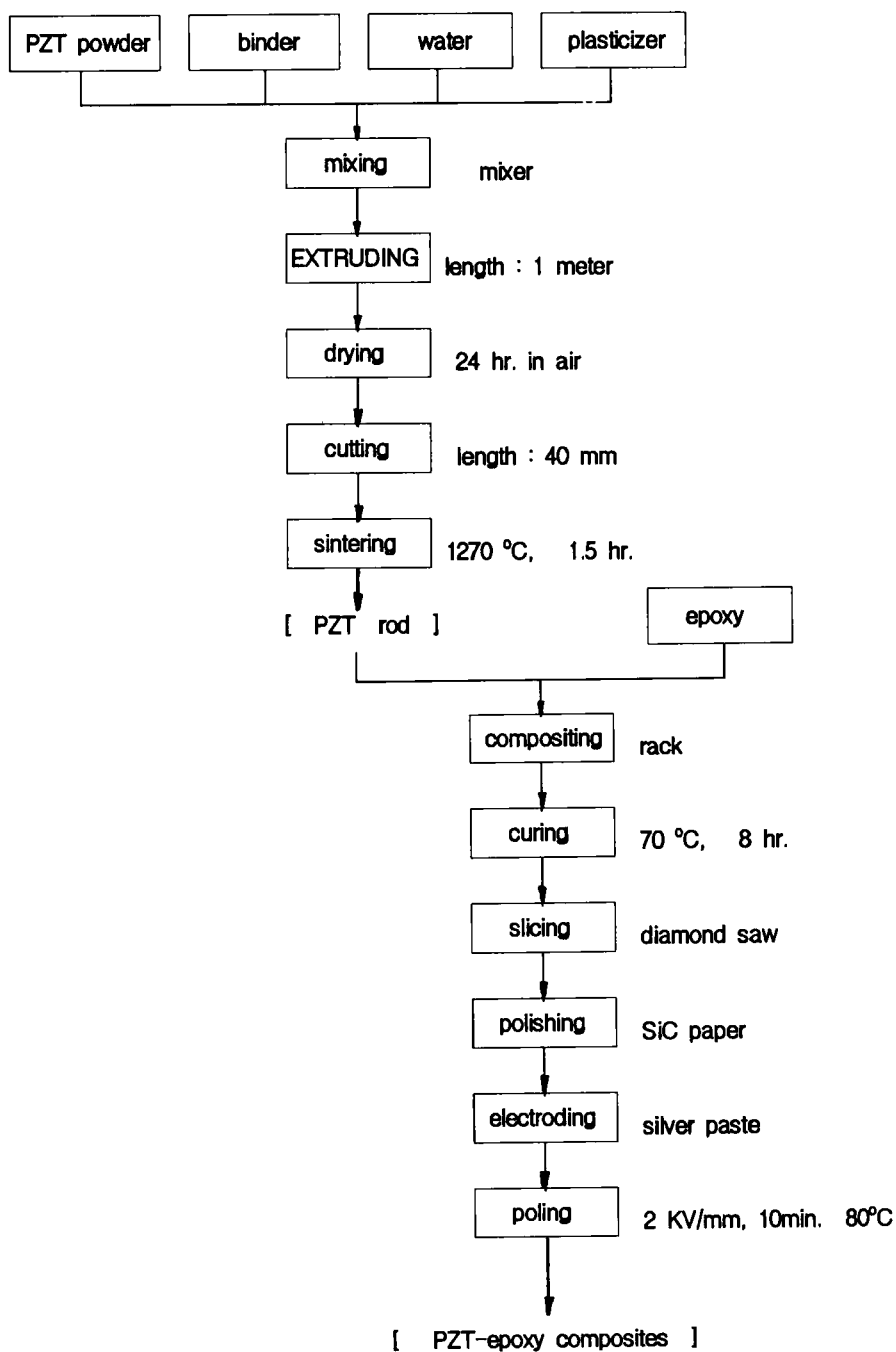 PZT powder
binder
water
plasticizer
mixing
mixer
EXTRUDING
length : 1 meter
drying
24 hr. in air
cutting
length : 40 mm
sintering
1270 °C, 1.5 hr.
[ PZT rod ]
epoxy
compositing
rack
curing
70 °C, 8 hr.
slicing
diamond saw
polishing
SiC paper
electroding
silver paste
poling
2 KV/mm, 10min. 80°C
[ PZT-epoxy composites ]